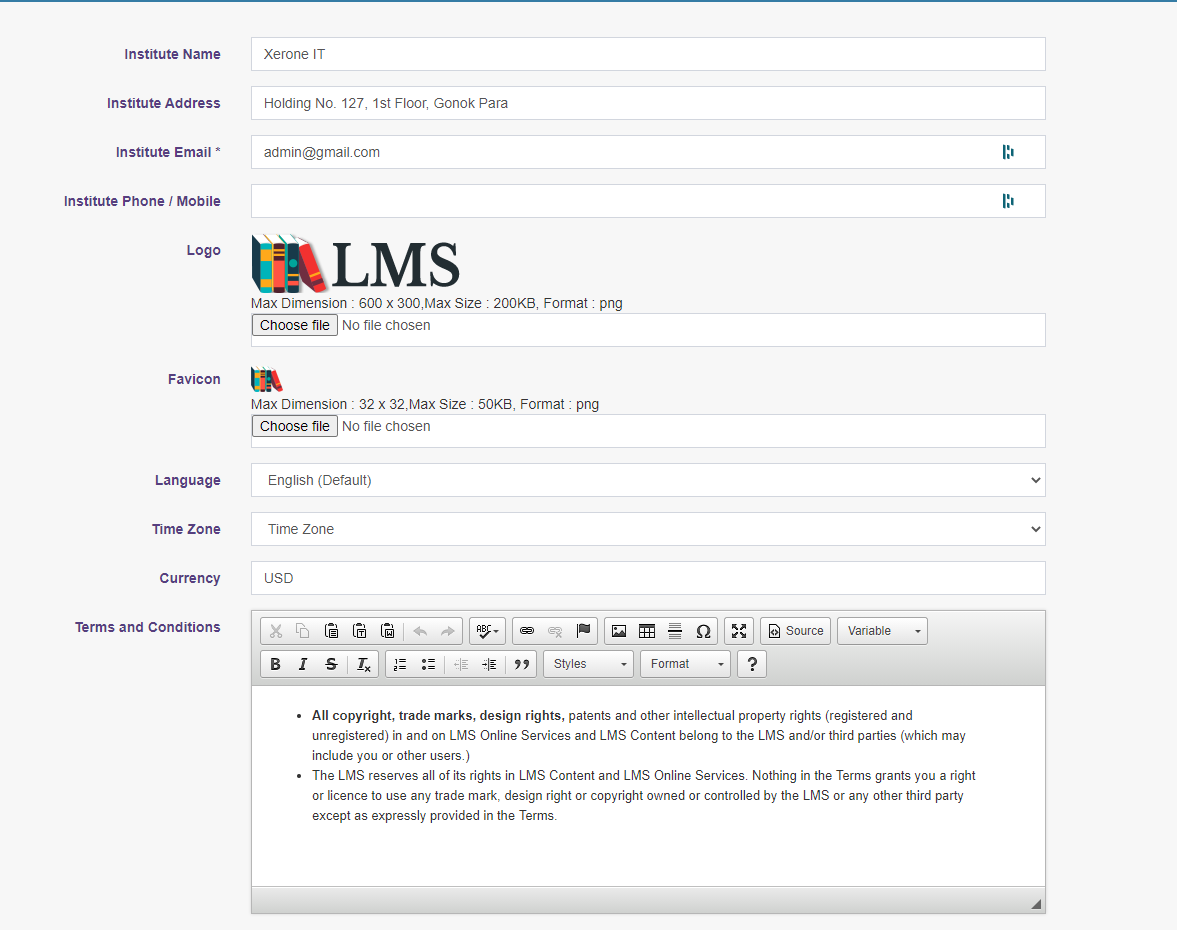 Institute Name
Xerone IT
Institute Address
Holding No. 127, 1st Floor, Gonok Para
Institute Email *
admin@gmail.com
Institute Phone / Mobile
Logo
LMS
Max Dimension : 600 x 300,Max Size : 200KB, Format : png
Choose file No file chosen
Favicon
Max Dimension : 32 x 32,Max Size : 50KB, Format : png
Choose file No file chosen
Language
English (Default)
Time Zone
Time Zone
Currency
USD
Terms and Conditions
ABC Ω Source Variable
B I S Ix Styles Format ?
• All copyright, trade marks, design rights, patents and other intellectual property rights (registered and
unregistered) in and on LMS Online Services and LMS Content belong to the LMS and/or third parties (which may
include you or other users.)
• The LMS reserves all of its rights in LMS Content and LMS Online Services. Nothing in the Terms grants you a right
or licence to use any trade mark, design right or copyright owned or controlled by the LMS or any other third party
except as expressly provided in the Terms.